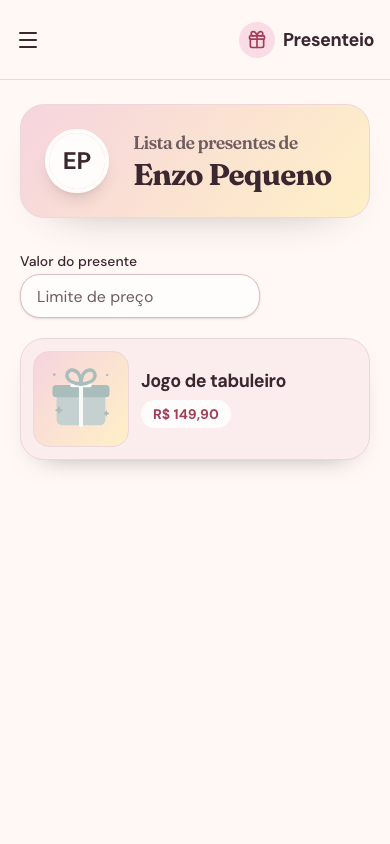 Presenteio
EP
Lista de presentes de
Enzo Pequeno
Valor do presente
Limite de preço
Jogo de tabuleiro
R$ 149,90